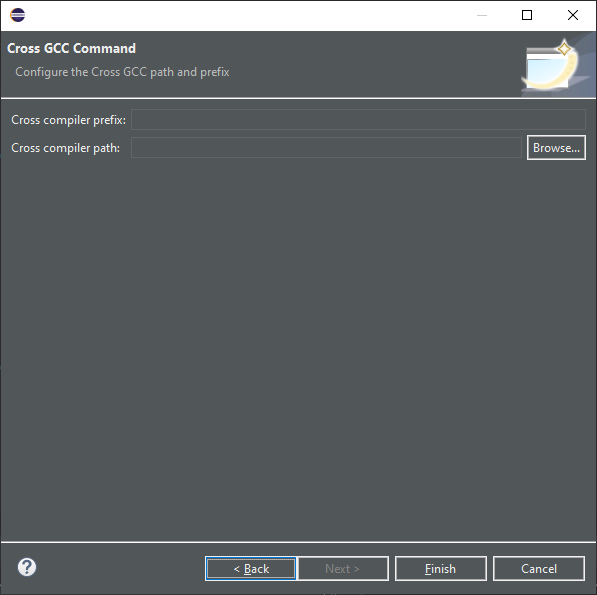 Cross GCC Command
Configure the Cross GCC path and prefix
Cross compiler prefix:
Cross compiler path: Browse...
?
< Back Next > Finish Cancel